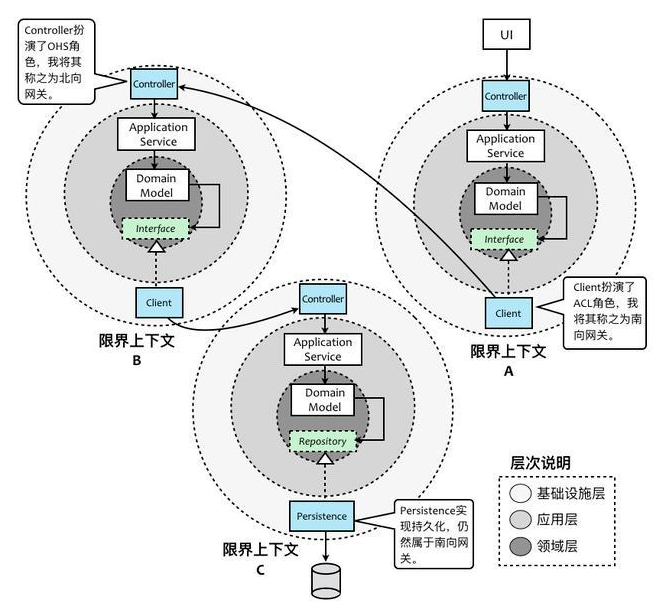 Controller扮
演了OHS角
色，我将其
称之为北向
网关。
Controller
Application
Service
Domain
Model
Interface
Client
限界上下文
B
UI
Controller
Application
Service
Domain
Model
Interface
Client
Client扮演了
ACL角色，我
将其称之为南
向网关。
限界上下文
A
Controller
Application
Service
Domain
Model
Repository
Persistence
Persistence实
现持久化，仍
然属于南向网
关。
限界上下文
C
层次说明
基础设施层
应用层
领域层